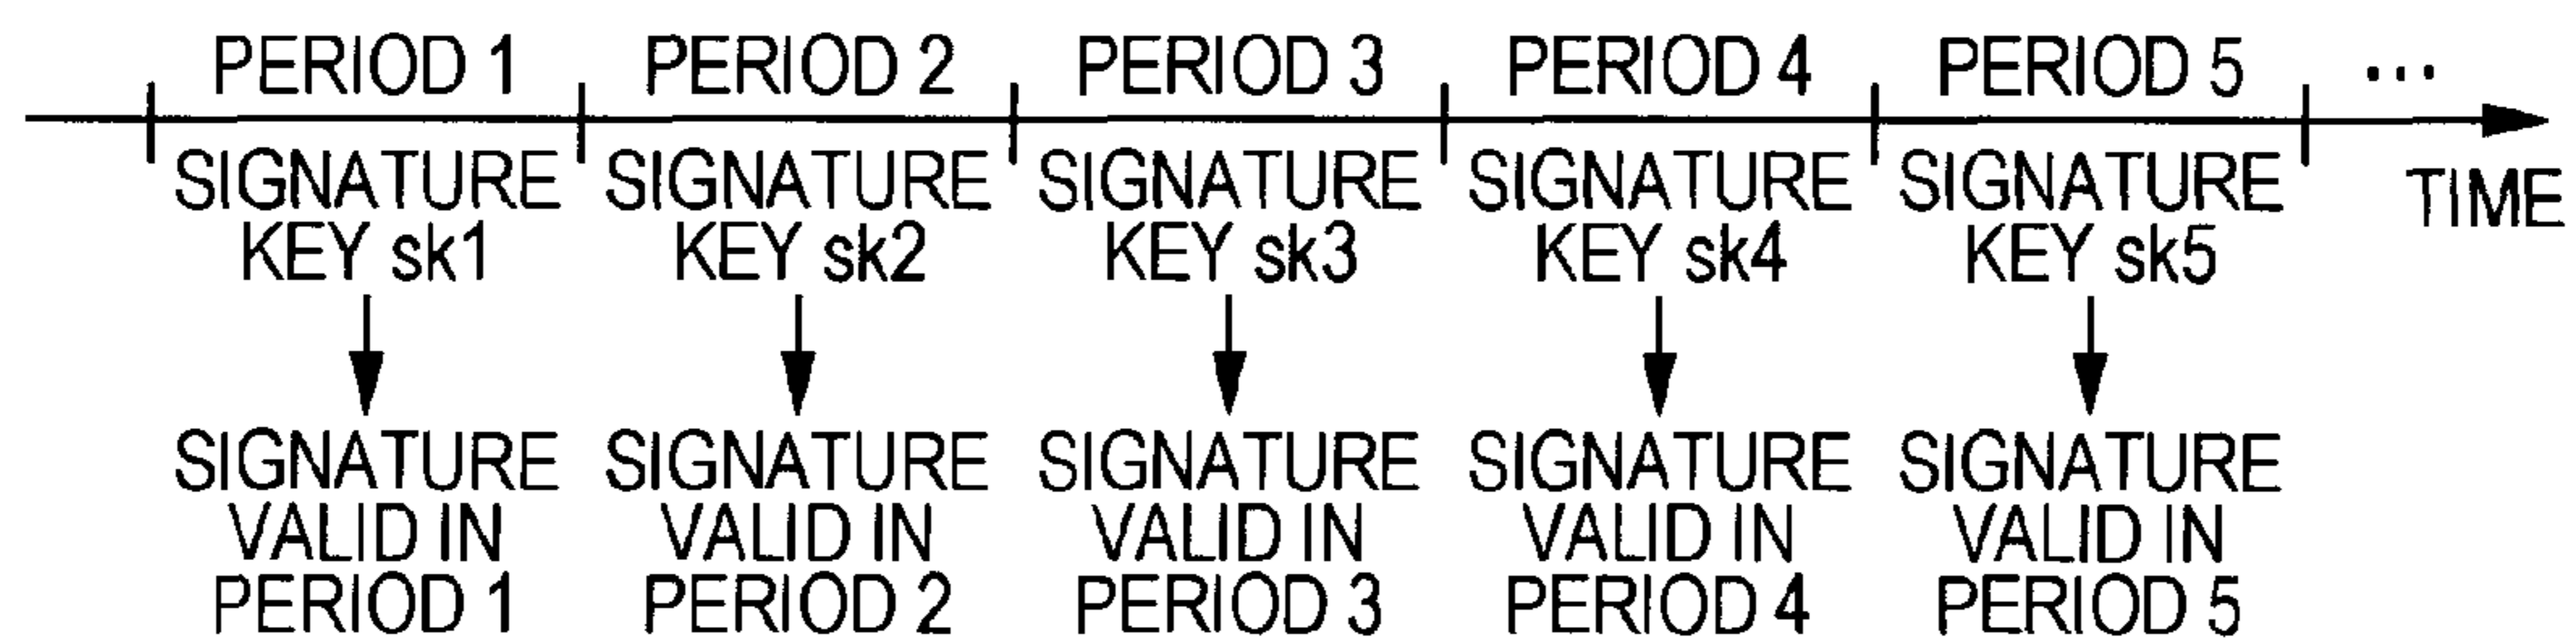 PERIOD 1 PERIOD 2 PERIOD 3 PERIOD 4 PERIOD 5 ...
SIGNATURE SIGNATURE SIGNATURE SIGNATURE SIGNATURE TIME
KEY sk1 KEY sk2 KEY sk3 KEY sk4 KEY sk5
SIGNATURE SIGNATURE SIGNATURE SIGNATURE SIGNATURE
VALID IN VALID IN VALID IN VALID IN VALID IN
PERIOD 1 PERIOD 2 PERIOD 3 PERIOD 4 PERIOD 5